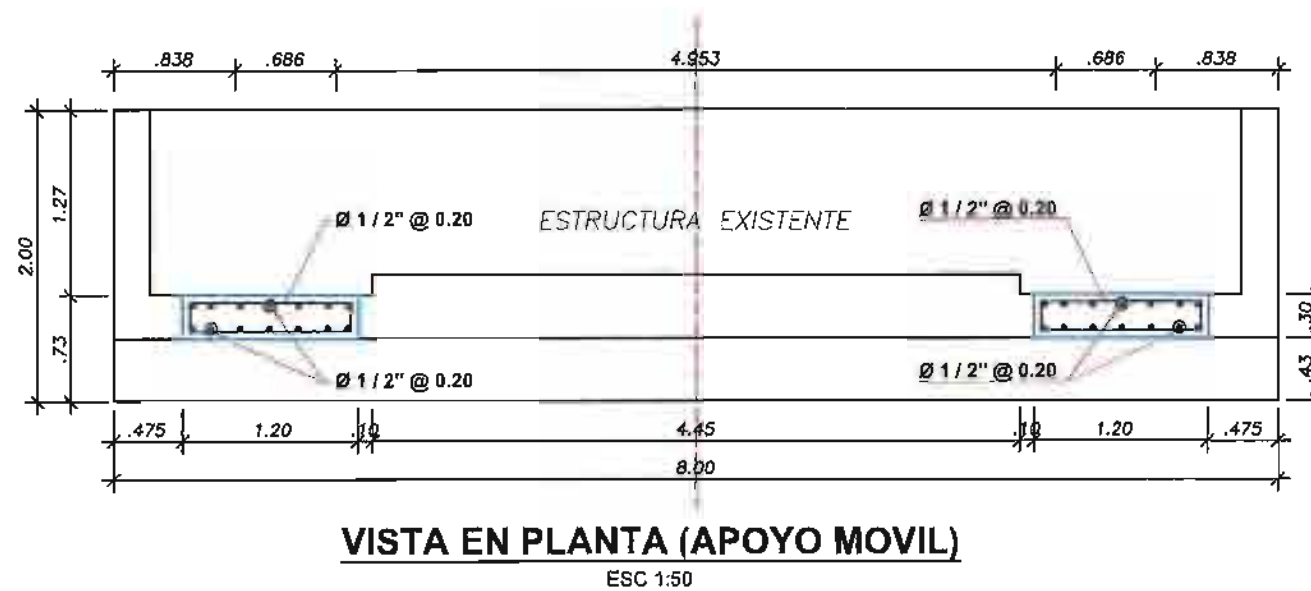 .838 .686 4.953 .686 .838
2.00
1.27
.73
Ø 1/2" @ 0.20
ESTRUCTURA EXISTENTE
Ø 1/2" @ 0.20
Ø 1/2" @ 0.20
Ø 1/2" @ 0.20
.30
.43
.475 1.20 .10 4.45 .10 1.20 .475
8.00
VISTA EN PLANTA (APOYO MOVIL)
ESC 1:50